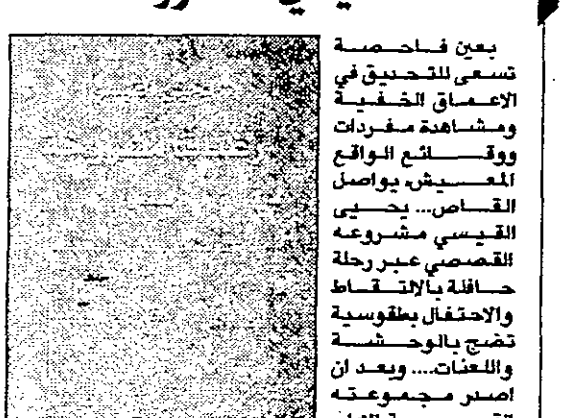 بعين فاحصة
تسعى للتحديق في
الاعماق الخفية
ومشاهدة مفردات
ووقائع الواقع
المعيش، يواصل
القاص... يحيى
القيسي مشروعه
القصصي عبر رحلة
حافلة بالالتقاط
والاحتفال بطقوسية
تضج بالوحشة
واللعنات.... وبعد ان
اصدر مجموعته